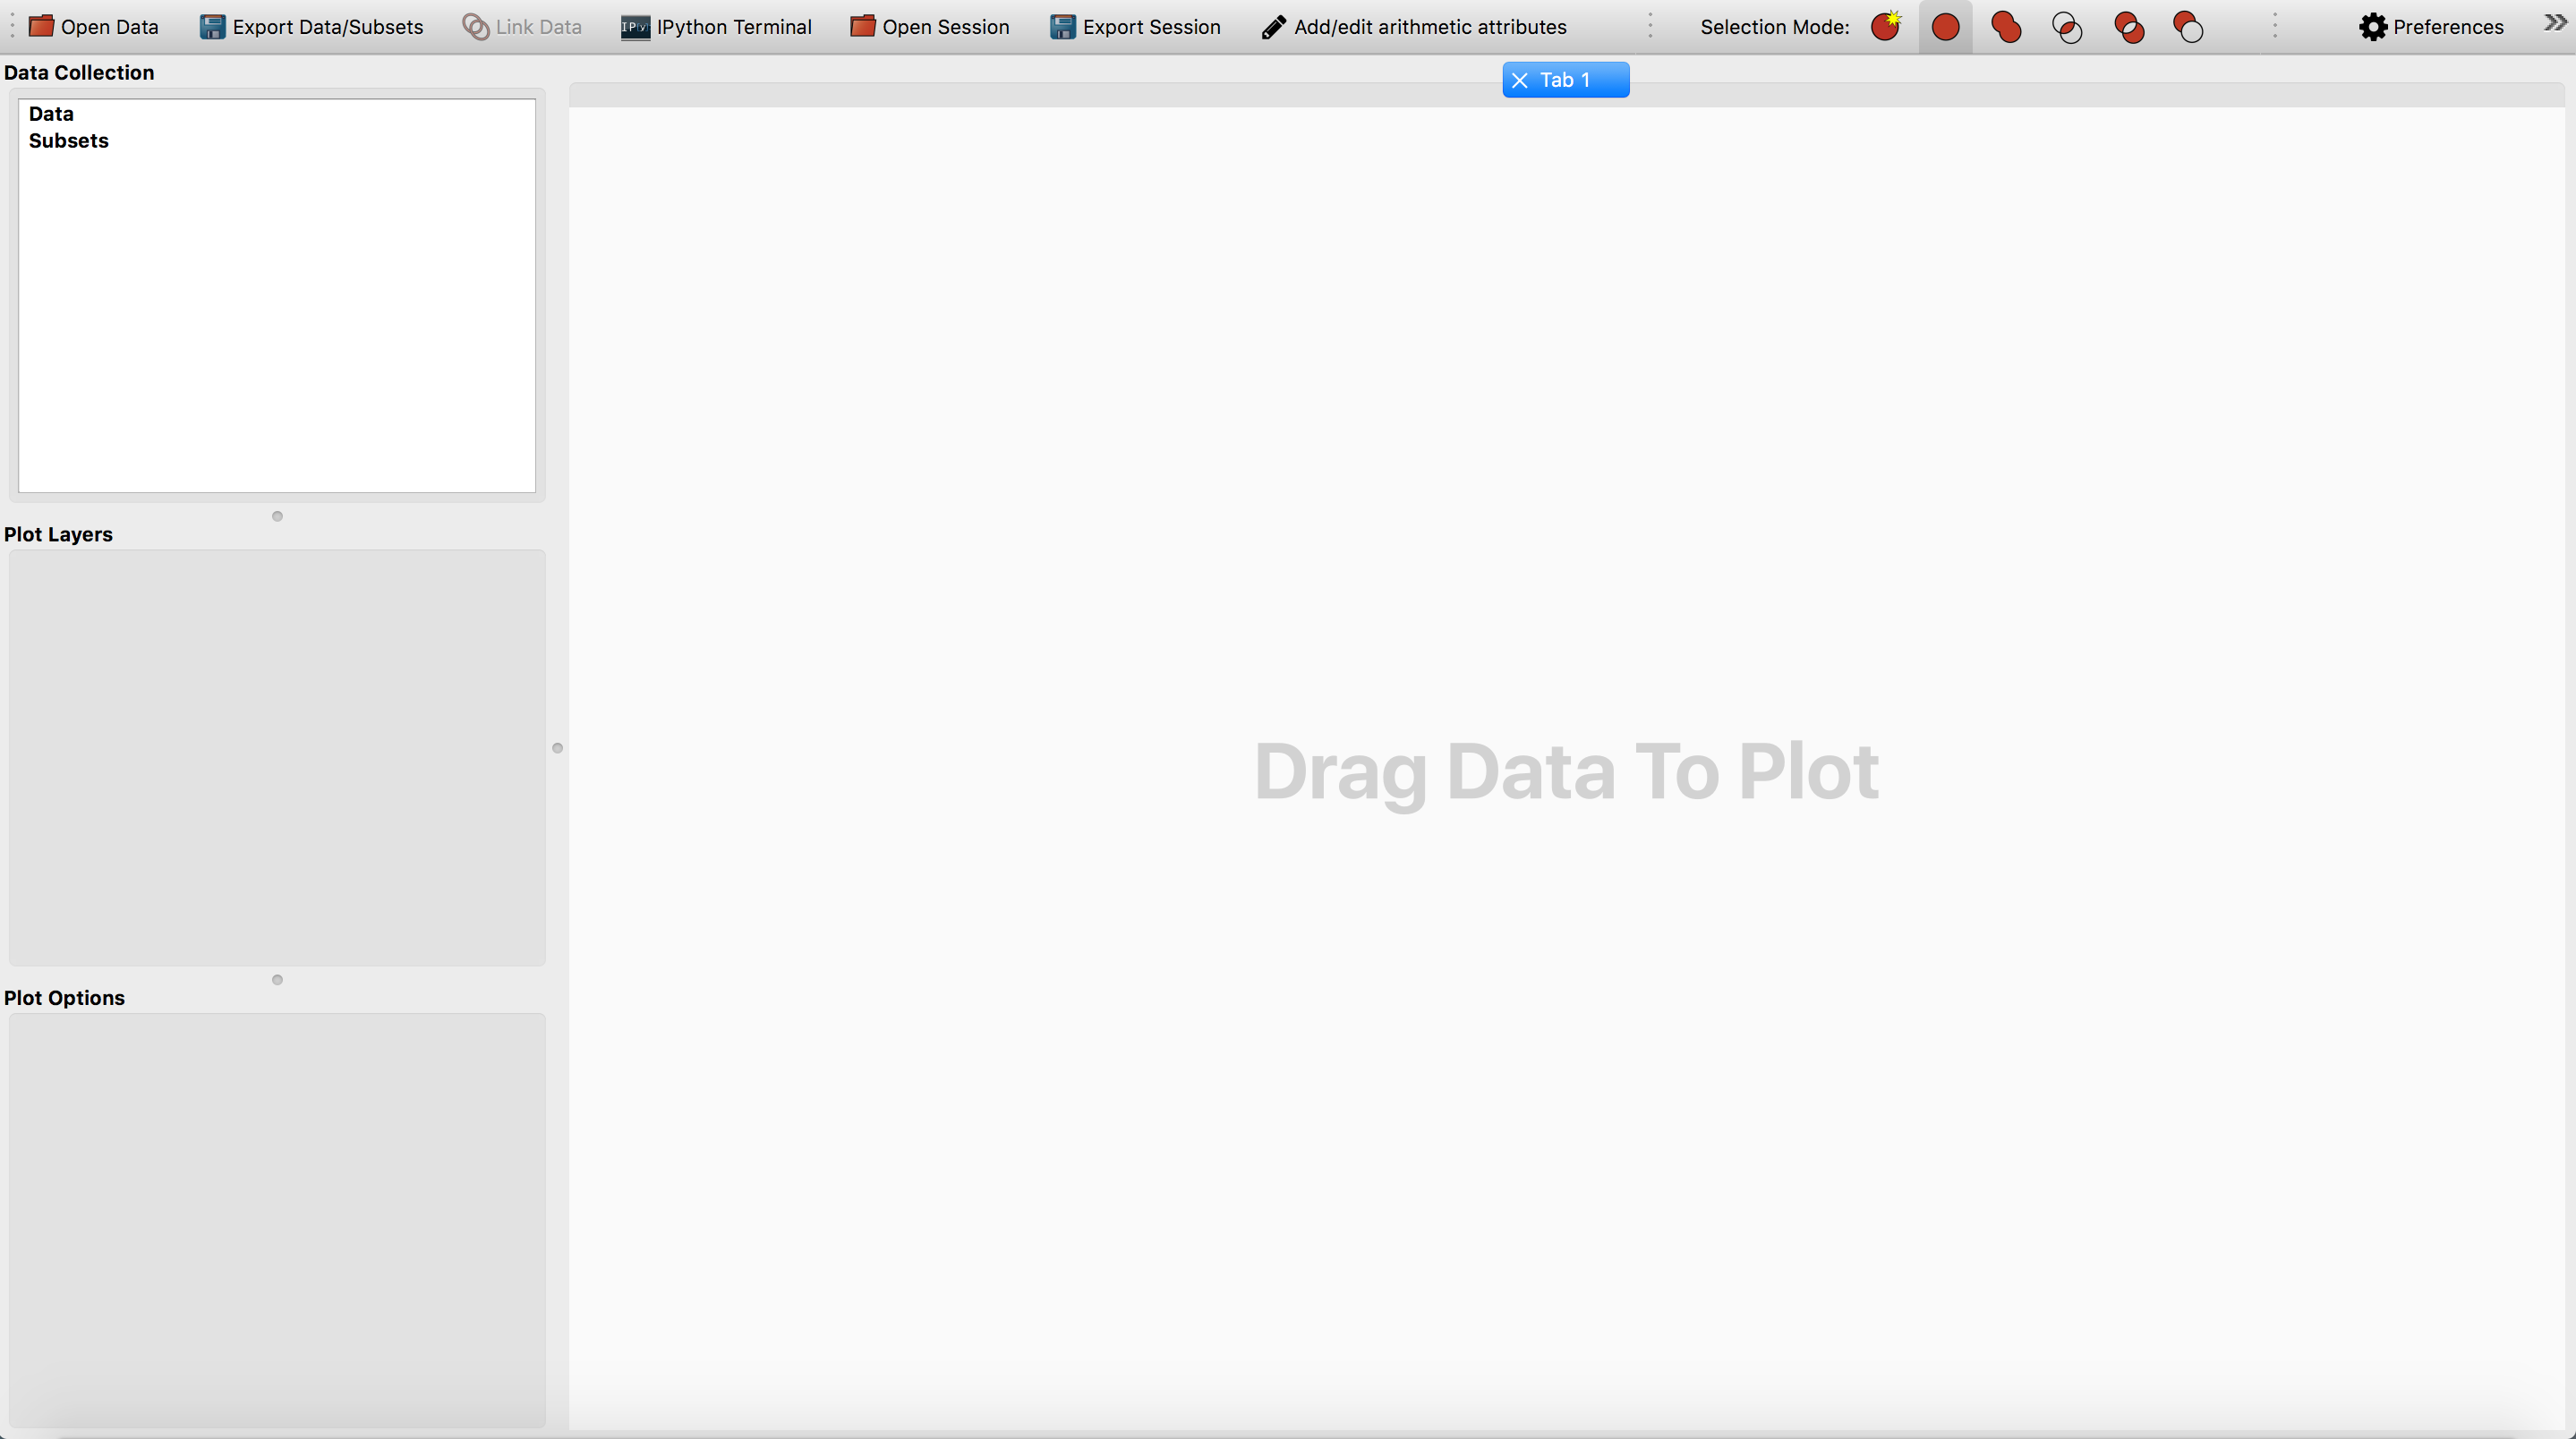 Open Data Export Data/Subsets Link Data IPython Terminal Open Session Export Session Add/edit arithmetic attributes Selection Mode: Preferences
Data Collection
Tab 1
Data
Subsets
Plot Layers
Drag Data To Plot
Plot Options